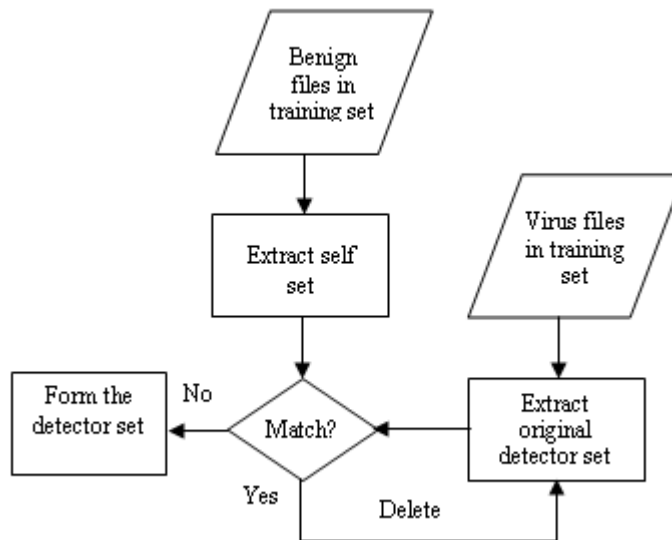 Benign
files in
training set
Virus files
in training
set
Extract self
set
Form the
detector set
No
Match?
Extract
original
detector set
Yes
Delete